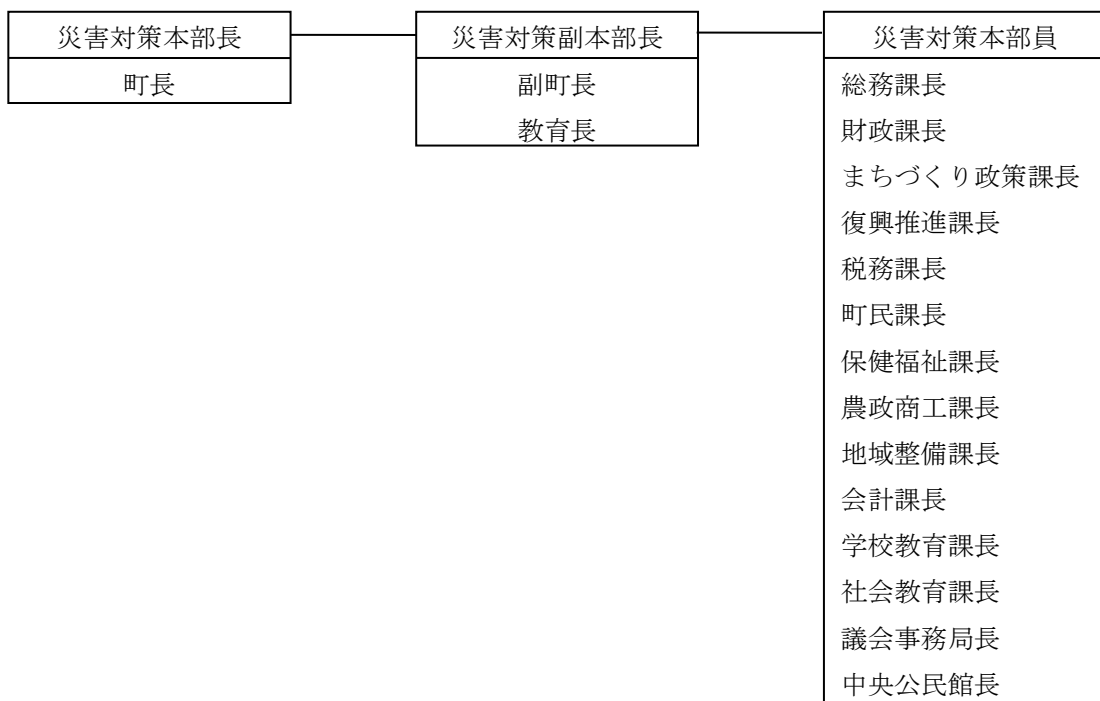 災害対策本部長
町長
災害対策副本部長
副町長
教育長
災害対策本部員
総務課長
財政課長
まちづくり政策課長
復興推進課長
税務課長
町民課長
保健福祉課長
農政商工課長
地域整備課長
会計課長
学校教育課長
社会教育課長
議会事務局長
中央公民館長